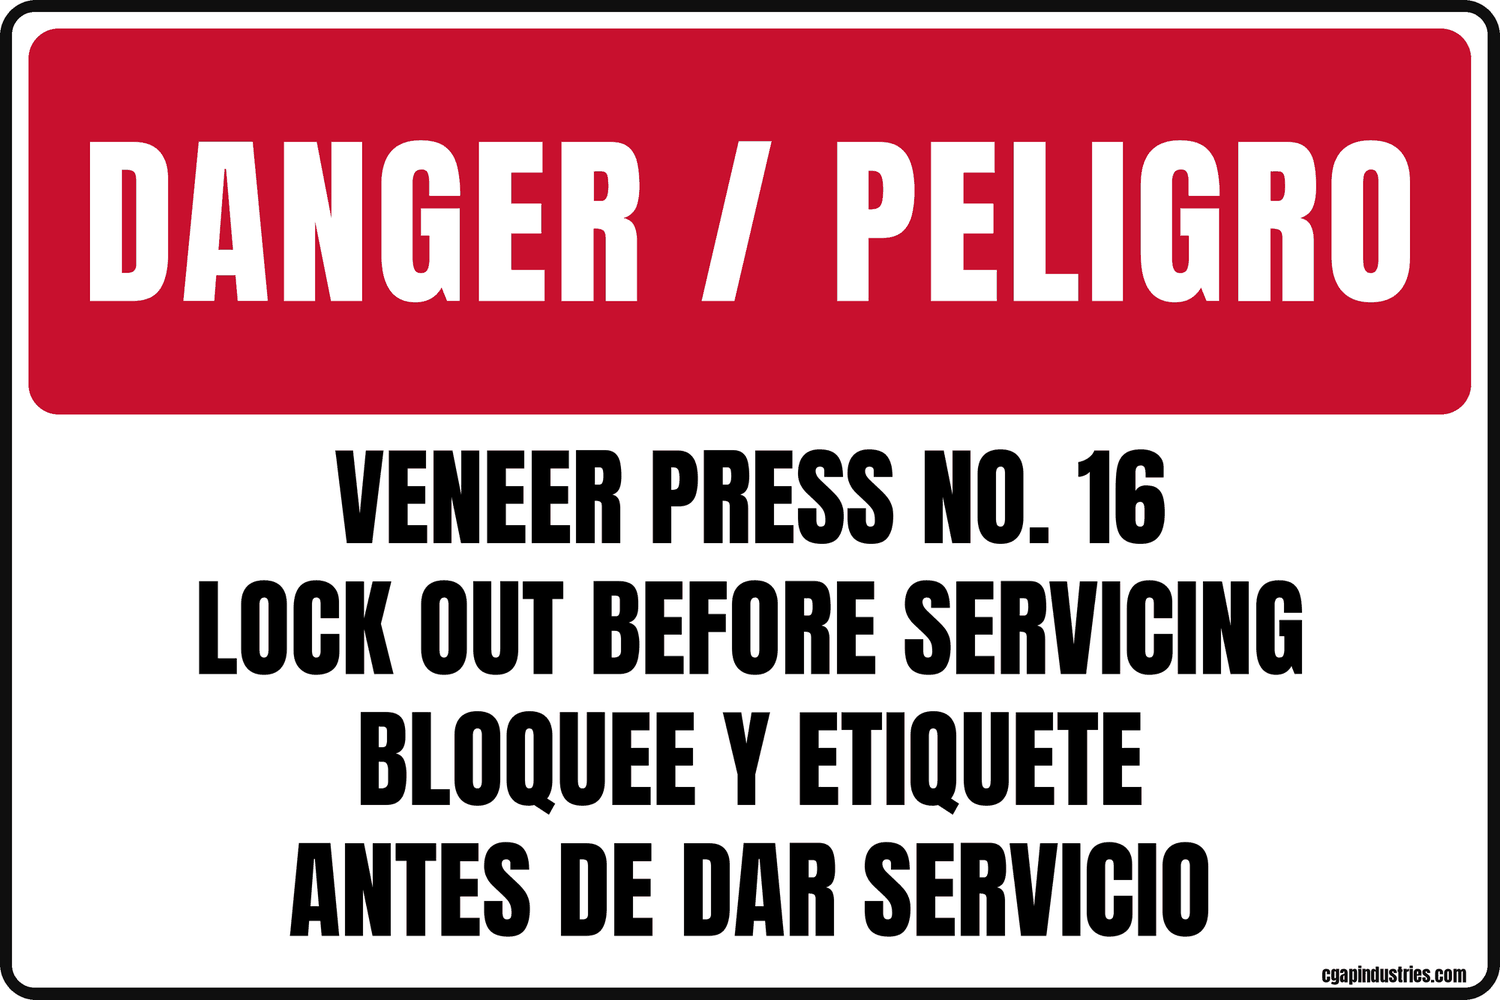 DANGER / PELIGRO
VENEER PRESS NO. 16
LOCK OUT BEFORE SERVICING
BLOQUEE Y ETIQUETE
ANTES DE DAR SERVICIO
cgapindustries.com